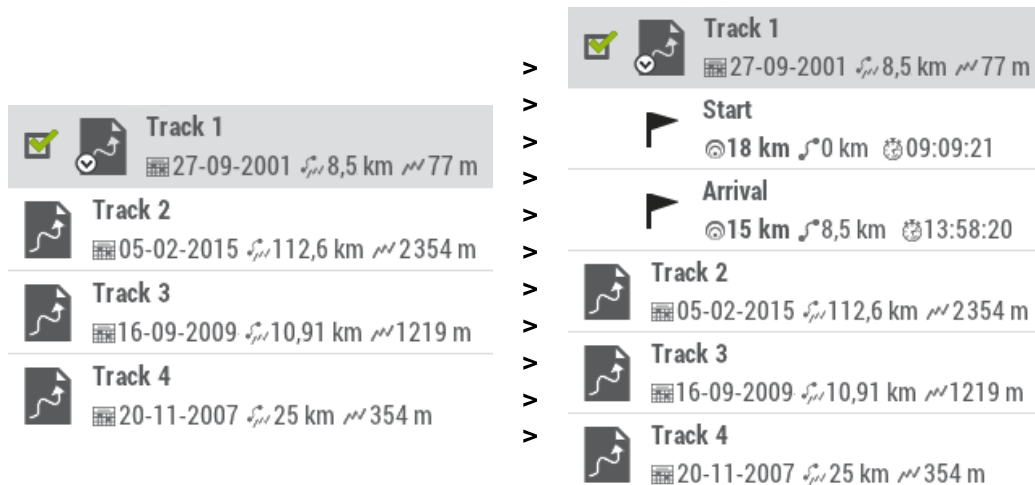 Track 1
27-09-2001 8,5 km 77 m
Track 2
05-02-2015 112,6 km 2354 m
Track 3
16-09-2009 10,91 km 1219 m
Track 4
20-11-2007 25 km 354 m
>
>
>
>
>
>
>
>
>
>
>
Track 1
27-09-2001 8,5 km 77 m
Start
18 km 0 km 09:09:21
Arrival
15 km 8,5 km 13:58:20
Track 2
05-02-2015 112,6 km 2354 m
Track 3
16-09-2009 10,91 km 1219 m
Track 4
20-11-2007 25 km 354 m